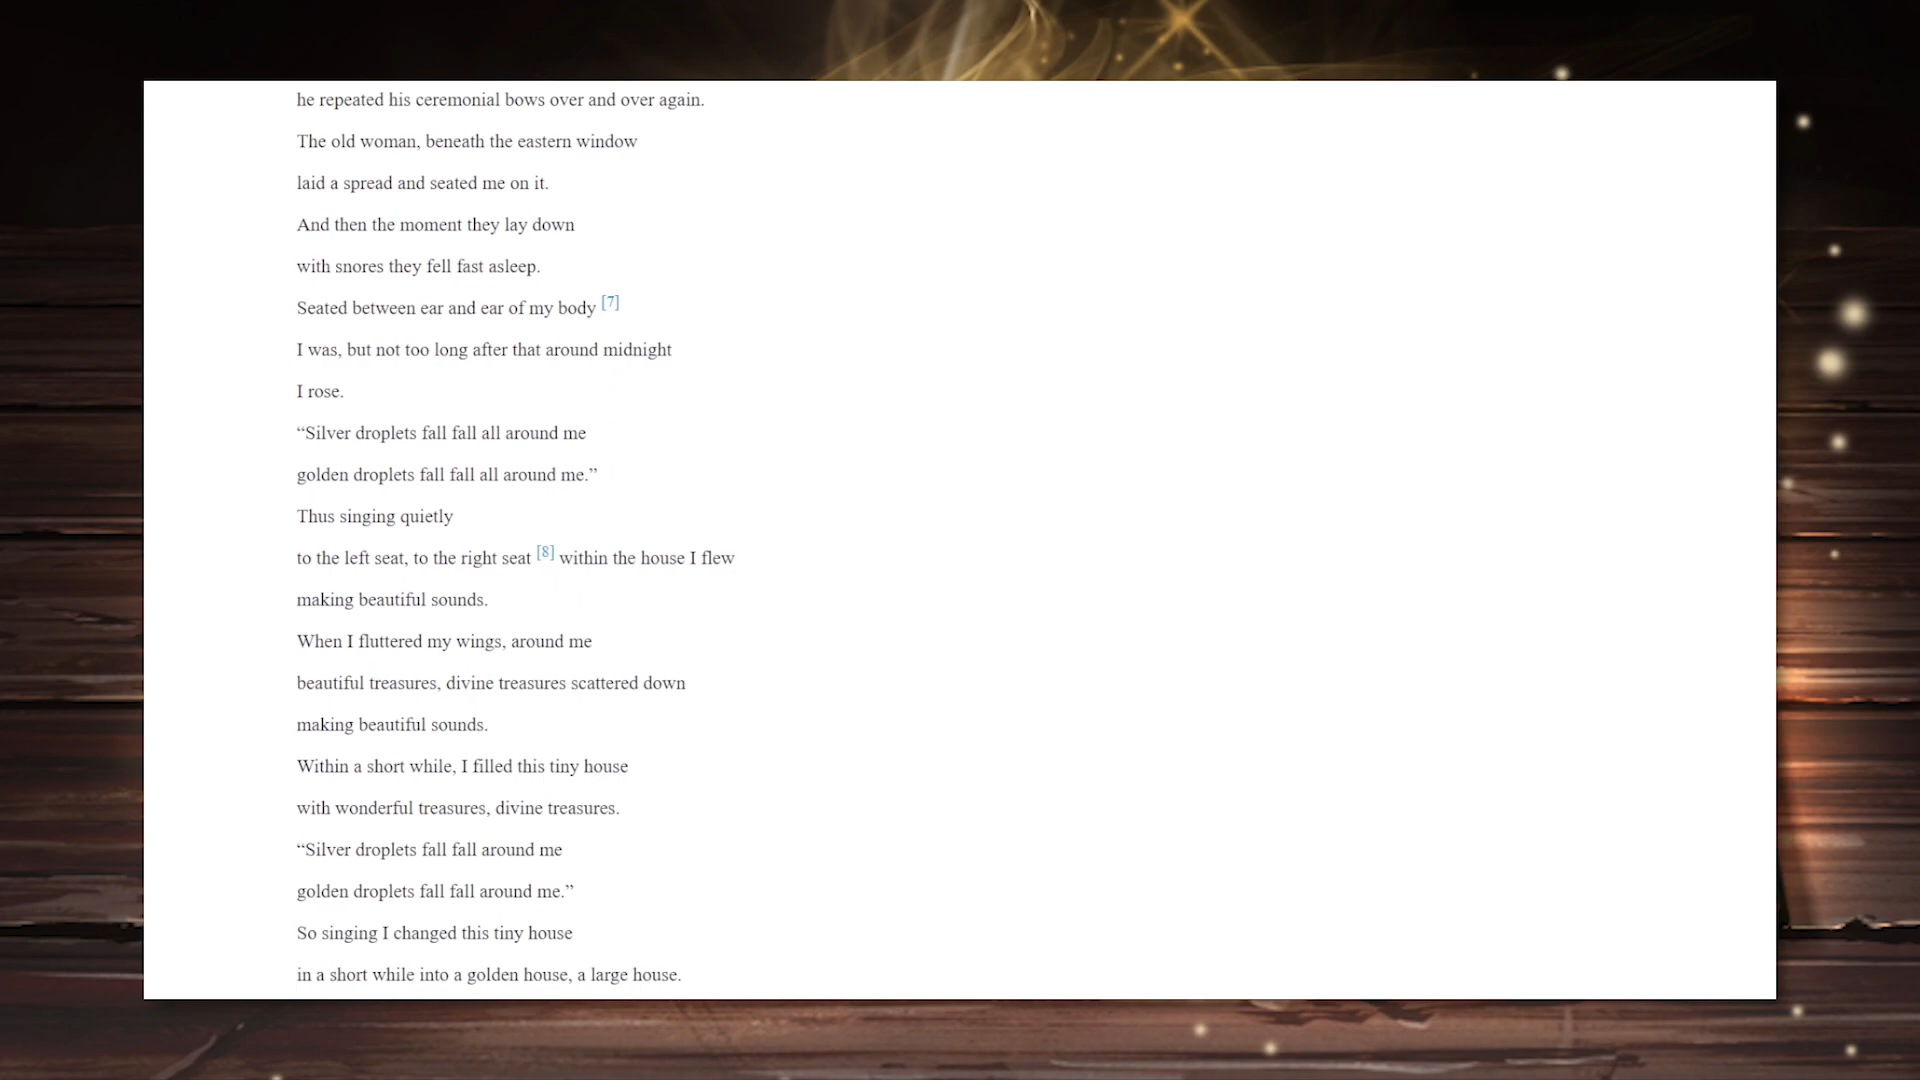 he repeated his ceremonial bows over and over again.
The old woman, beneath the eastern window
laid a spread and seated me on it.
And then the moment they lay down
with snores they fell fast asleep.
Seated between ear and ear of my body [7]
I was, but not too long after that around midnight
I rose.
“Silver droplets fall fall all around me
golden droplets fall fall all around me.”
Thus singing quietly
to the left seat, to the right seat [8] within the house I flew
making beautiful sounds.
When I fluttered my wings, around me
beautiful treasures, divine treasures scattered down
making beautiful sounds.
Within a short while, I filled this tiny house
with wonderful treasures, divine treasures.
“Silver droplets fall fall around me
golden droplets fall fall around me.”
So singing I changed this tiny house
in a short while into a golden house, a large house.